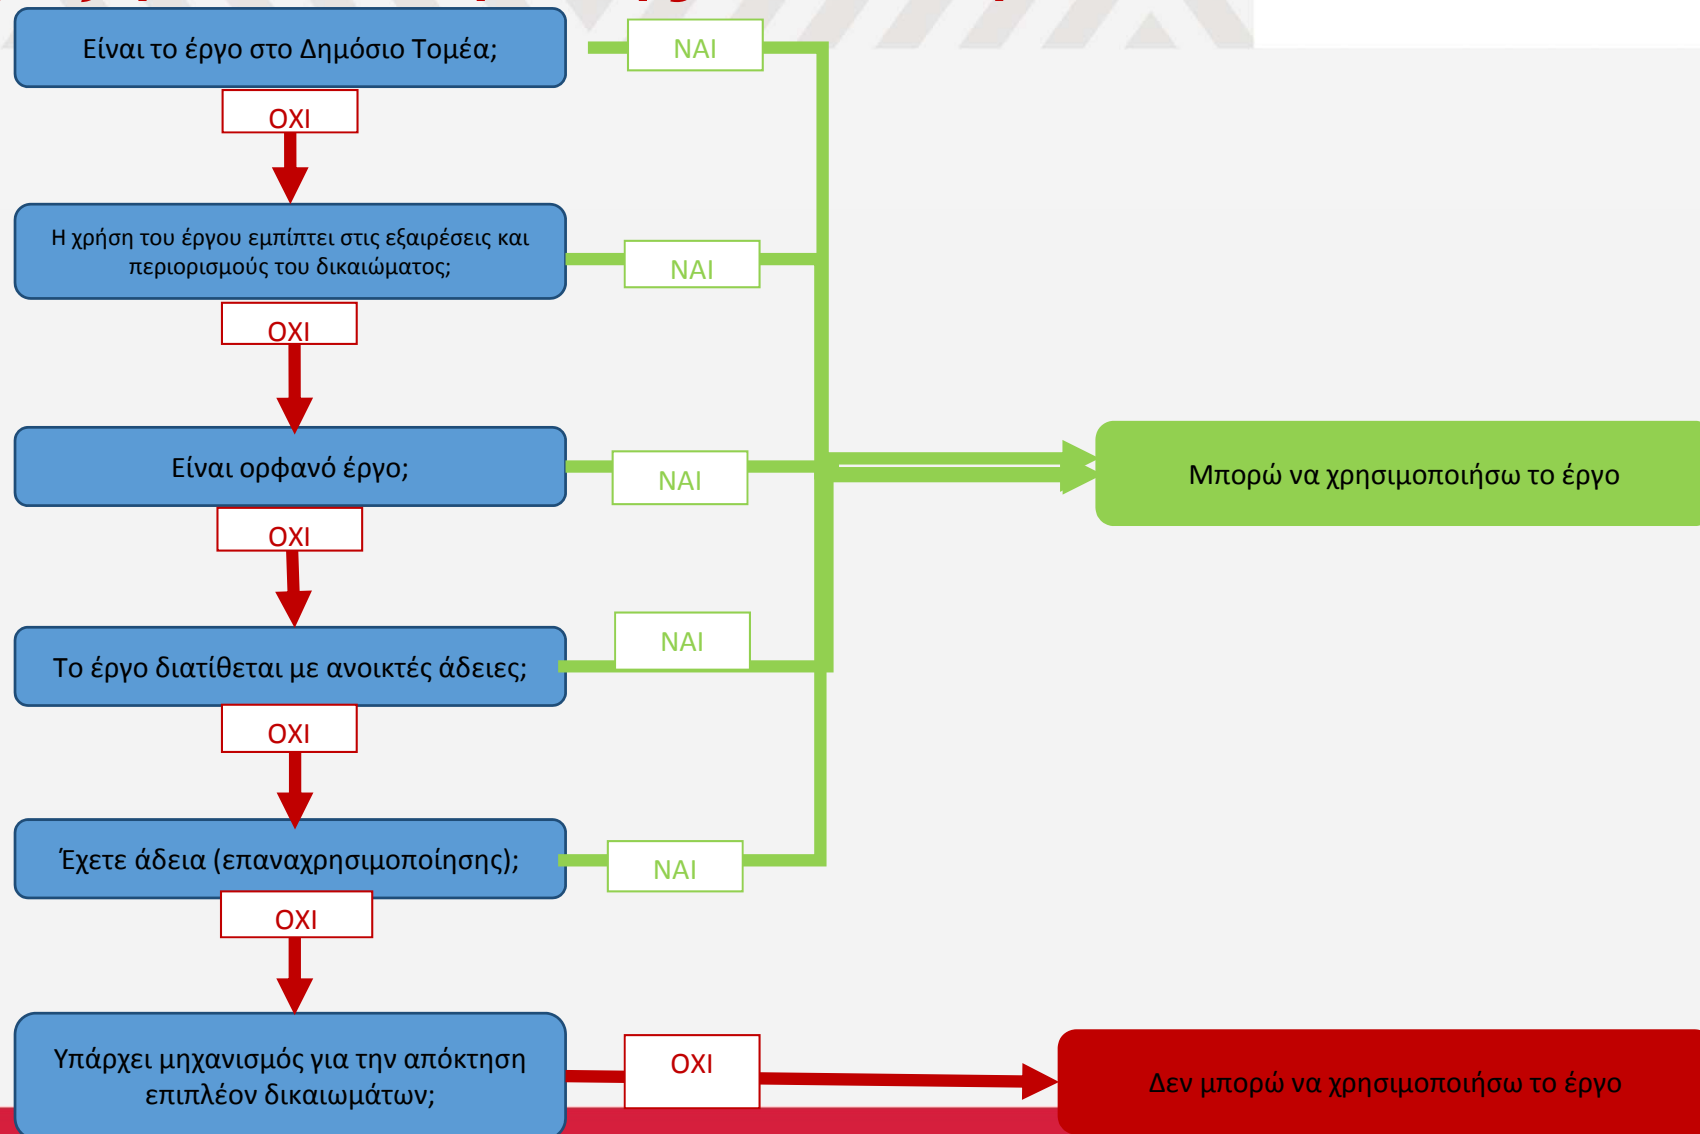 Είναι το έργο στο Δημόσιο Τομέα;
ΝΑΙ
ΟΧΙ
Η χρήση του έργου εμπίπτει στις εξαιρέσεις και
περιορισμούς του δικαιώματος;
ΝΑΙ
ΟΧΙ
Είναι ορφανό έργο;
ΝΑΙ
Μπορώ να χρησιμοποιήσω το έργο
ΟΧΙ
Το έργο διατίθεται με ανοικτές άδειες;
ΝΑΙ
ΟΧΙ
Έχετε άδεια (επαναχρησιμοποίησης);
ΝΑΙ
ΟΧΙ
Υπάρχει μηχανισμός για την απόκτηση
επιπλέον δικαιωμάτων;
ΟΧΙ
Δεν μπορώ να χρησιμοποιήσω το έργο